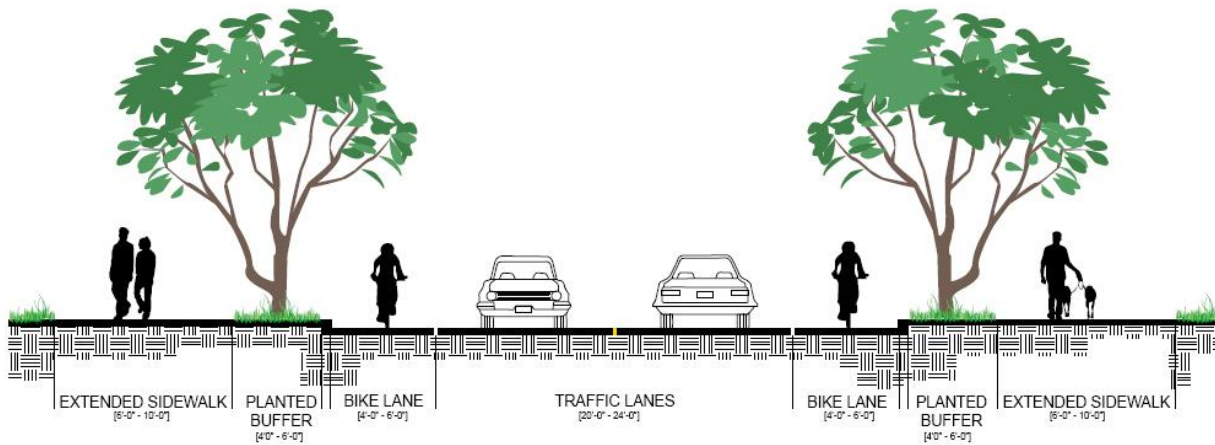 EXTENDED SIDEWALK
[6'-0" - 10'-0"]
PLANTED
BUFFER
[4'0" - 6'-0"]
BIKE LANE
[4'-0" - 6'-0"]
TRAFFIC LANES
[20'-0" - 24'-0"]
BIKE LANE
[4'-0" - 6'-0"]
PLANTED
BUFFER
[4'0" - 6'-0"]
EXTENDED SIDEWALK
[6'-0" - 10'-0"]